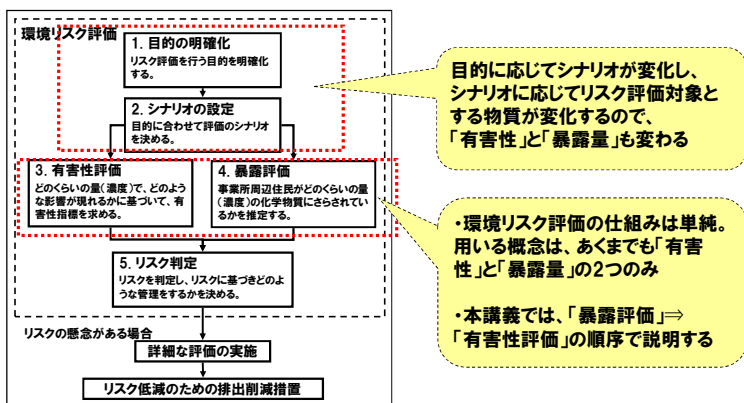 環境リスク評価
1. 目的の明確化
リスク評価を行う目的を明確化
する。
2. シナリオの設定
目的に合わせて評価のシナリオ
を決める。
3. 有害性評価
どのくらいの量(濃度)で、どのよう
な影響が現れるかに基づいて、有
害性指標を求める。
4. 暴露評価
事業所周辺住民がどのくらいの量
(濃度)の化学物質にさらされてい
るかを推定する。
5. リスク判定
リスクを判定し、リスクに基づきどのよ
うな管理をするかを決める。
リスクの懸念がある場合
詳細な評価の実施
リスク低減のための排出削減措置
目的に応じてシナリオが変化し、
シナリオに応じてリスク評価対象と
する物質が変化するので、
「有害性」と「暴露量」も変わる
・環境リスク評価の仕組みは単純。
用いる概念は、あくまでも「有害
性」と「暴露量」の2つのみ
・本講義では、「暴露評価」⇒
「有害性評価」の順序で説明する